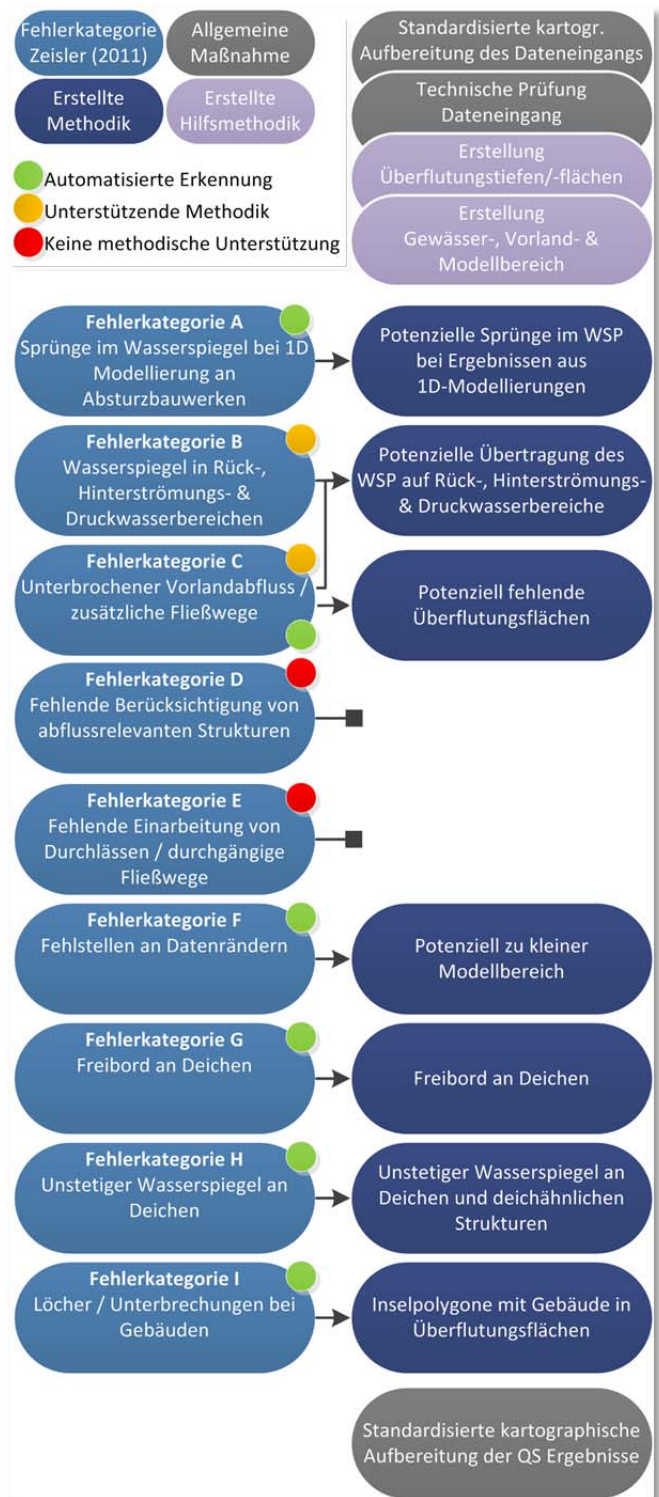 Fehlerkategorie
Zeisler (2011)
Allgemeine
Maßnahme
Erstellte
Methodik
Erstellte
Hilfsmethodik
Automatisierte Erkennung
Unterstützende Methodik
Keine methodische Unterstützung
Standardisierte kartogr.
Aufbereitung des Dateneingangs
Technische Prüfung
Dateneingang
Erstellung
Überflutungstiefen/-flächen
Erstellung
Gewässer-, Vorland- &
Modellbereich
Fehlerkategorie A
Sprünge im Wasserspiegel bei 1D
Modellierung an
Absturzbauwerken
Potenzielle Sprünge im WSP
bei Ergebnissen aus
1D-Modellierungen
Fehlerkategorie B
Wasserspiegel in Rück-,
Hinterströmungs- &
Druckwasserbereichen
Potenzielle Übertragung des
WSP auf Rück-, Hinterströmungs-
& Druckwasserbereiche
Fehlerkategorie C
Unterbrochener Vorlandabfluss /
zusätzliche Fließwege
Potenziell fehlende
Überflutungsflächen
Fehlerkategorie D
Fehlende Berücksichtigung von
abflussrelevanten Strukturen
Fehlerkategorie E
Fehlende Einarbeitung von
Durchlässen / durchgängige
Fließwege
Fehlerkategorie F
Fehlstellen an Datenrändern
Potenziell zu kleiner
Modellbereich
Fehlerkategorie G
Freibord an Deichen
Freibord an Deichen
Fehlerkategorie H
Unstetiger Wasserspiegel an
Deichen
Unstetiger Wasserspiegel an
Deichen und deichähnlichen
Strukturen
Fehlerkategorie I
Löcher / Unterbrechungen bei
Gebäuden
Inselpolygone mit Gebäude in
Überflutungsflächen
Standardisierte kartographische
Aufbereitung der QS Ergebnisse